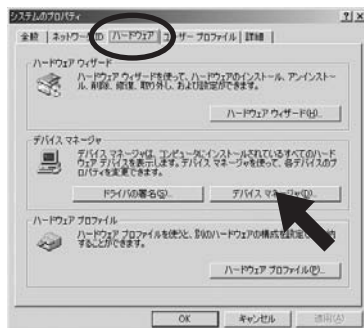 システムのプロパティ
全般 ネットワーク ID ハードウェア ユーザー プロファイル 詳細
ハードウェア ウィザード
ハードウェア ウィザードを使って、ハードウェアのインストール、アンインストール、
削除、修復、取り外し、および設定ができます。
ハードウェア ウィザード(H)...
デバイス マネージャ
デバイス マネージャは、コンピュータにインストールされているすべてのハード
ウェア デバイスを表示します。デバイス マネージャを使って、各デバイスのプ
ロパティを変更できます。
ドライバの署名(S)...
デバイス マネージャ(D)...
ハードウェア プロファイル
ハードウェア プロファイルを使うと、別のハードウェアの構成を設定
することができます。
ハードウェア プロファイル(P)...
OK
キャンセル
適用(A)